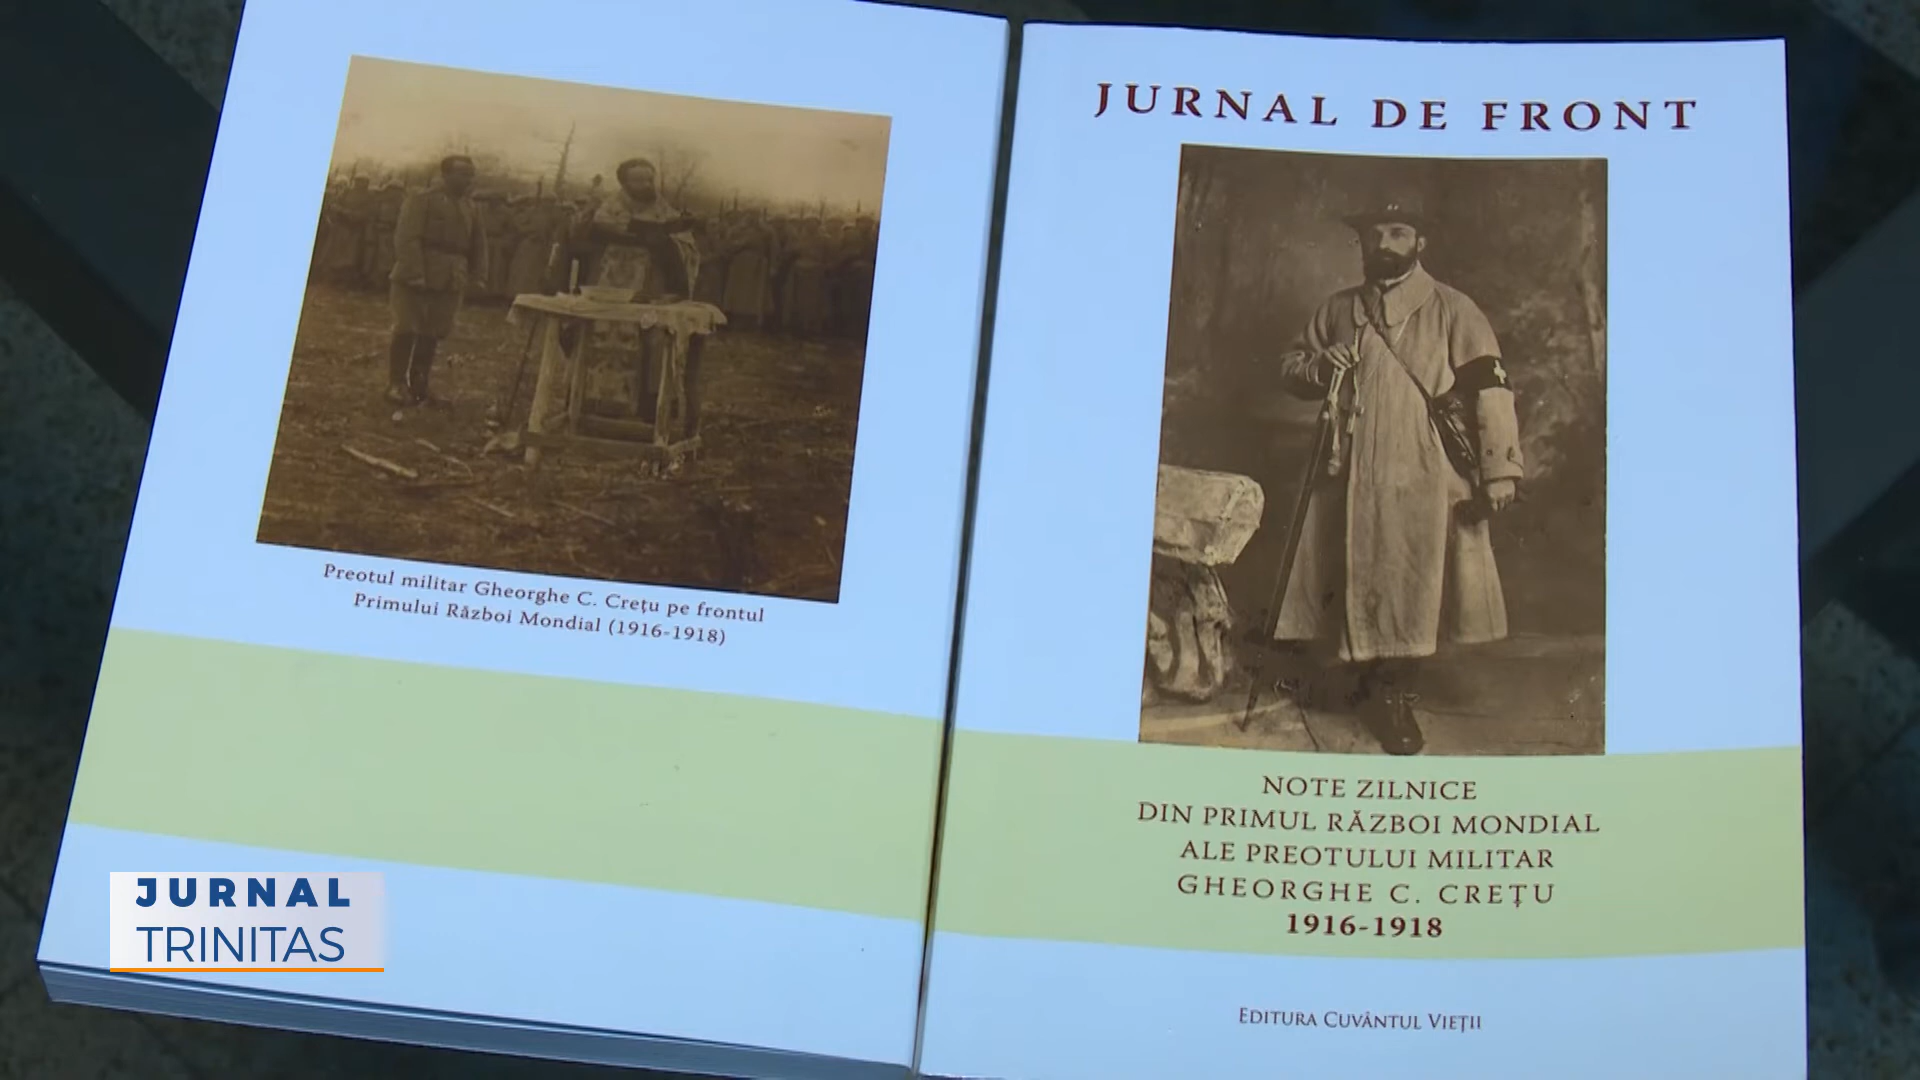 Preotul militar Gheorghe C. Crețu pe frontul
Primului Război Mondial (1916-1918)
JURNAL DE FRONT
NOTE ZILNICE
DIN PRIMUL RĂZBOI MONDIAL
ALE PREOTULUI MILITAR
GHEORGHE C. CREȚU
1916-1918
EDITURA CUVÂNTUL VIEȚII
JURNAL
TRINITAS